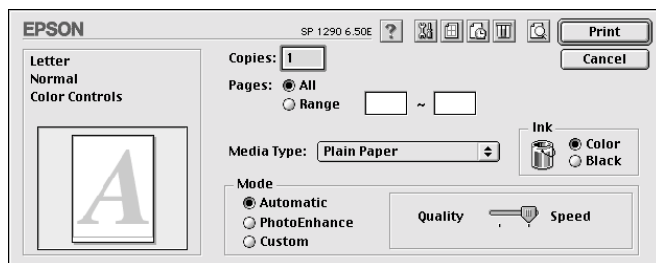 EPSON
SP 1290 6.50E
?
Print
Cancel
Letter
Normal
Color Controls
A
Copies: 1
Pages: All
Range ~
Media Type: Plain Paper
Ink
Color
Black
Mode
Automatic
PhotoEnhance
Custom
Quality Speed